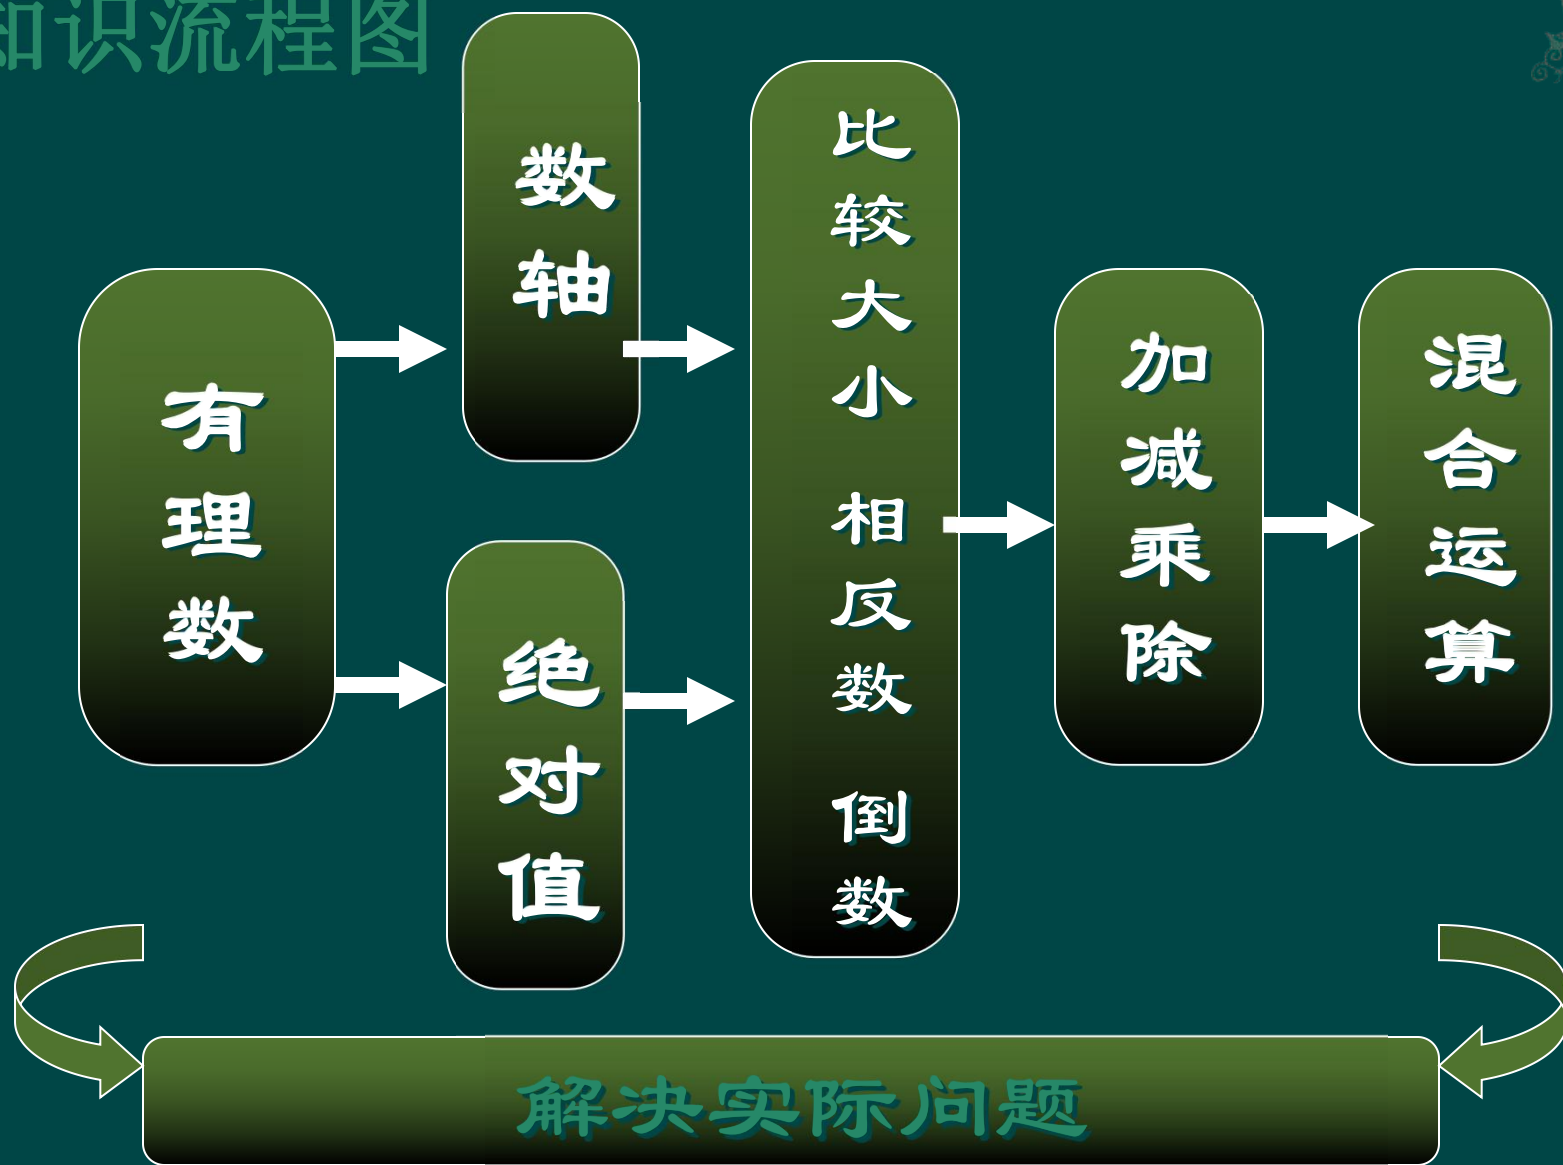 知识流程图
有理数
数轴
绝对值
比较大小 相反数 倒数
加减乘除
混合运算
解决实际问题